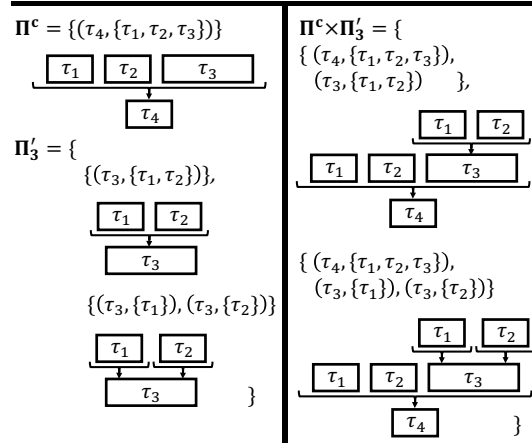 𝚷ᶜ = {(τ₄, {τ₁, τ₂, τ₃})}
τ₁ τ₂ τ₃
τ₄
𝚷₃′ = {
{(τ₃, {τ₁, τ₂})},
τ₁ τ₂
τ₃
{(τ₃, {τ₁}), (τ₃, {τ₂})}
τ₁ τ₂
τ₃ }
𝚷ᶜ×𝚷₃′ = {
{ (τ₄, {τ₁, τ₂, τ₃}),
(τ₃, {τ₁, τ₂}) },
τ₁ τ₂
τ₁ τ₂ τ₃
τ₄
{ (τ₄, {τ₁, τ₂, τ₃}),
(τ₃, {τ₁}), (τ₃, {τ₂})}
τ₁ τ₂
τ₁ τ₂ τ₃
τ₄ }